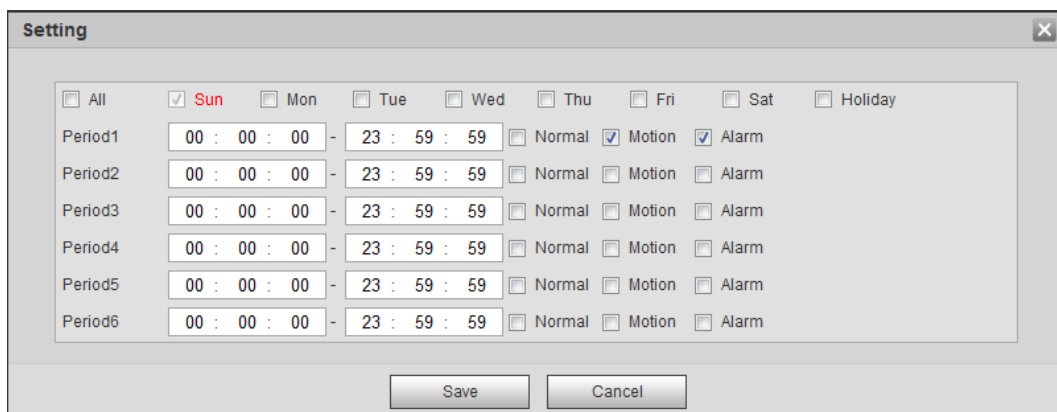 Setting
All Sun Mon Tue Wed Thu Fri Sat Holiday
Period1 00 : 00 : 00 - 23 : 59 : 59 Normal Motion Alarm
Period2 00 : 00 : 00 - 23 : 59 : 59 Normal Motion Alarm
Period3 00 : 00 : 00 - 23 : 59 : 59 Normal Motion Alarm
Period4 00 : 00 : 00 - 23 : 59 : 59 Normal Motion Alarm
Period5 00 : 00 : 00 - 23 : 59 : 59 Normal Motion Alarm
Period6 00 : 00 : 00 - 23 : 59 : 59 Normal Motion Alarm
Save Cancel